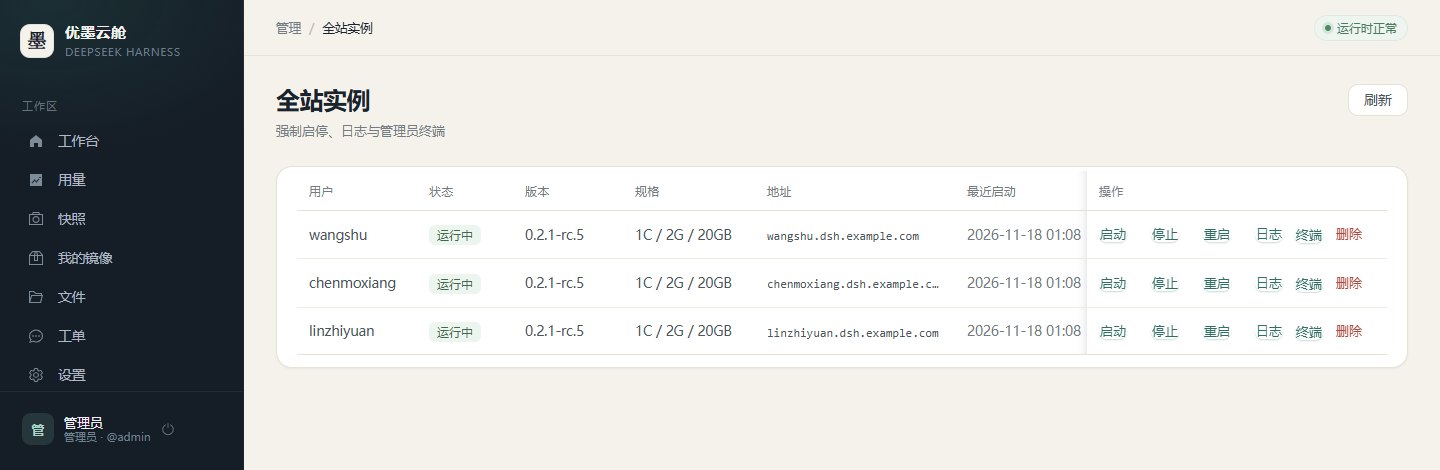 墨
优墨云舱
DEEPSEEK HARNESS
工作区
工作台
用量
快照
我的镜像
文件
工单
设置
管
管理员
管理员 · @admin
管理 / 全站实例
运行时正常
全站实例
刷新
强制启停、日志与管理员终端
用户 状态 版本 规格 地址 最近启动 操作
wangshu 运行中 0.2.1-rc.5 1C / 2G / 20GB wangshu.dsh.example.com 2026-11-18 01:08 启动 停止 重启 日志 终端 删除
chenmoxiang 运行中 0.2.1-rc.5 1C / 2G / 20GB chenmoxiang.dsh.example.c… 2026-11-18 01:08 启动 停止 重启 日志 终端 删除
linzhiyuan 运行中 0.2.1-rc.5 1C / 2G / 20GB linzhiyuan.dsh.example.com 2026-11-18 01:08 启动 停止 重启 日志 终端 删除